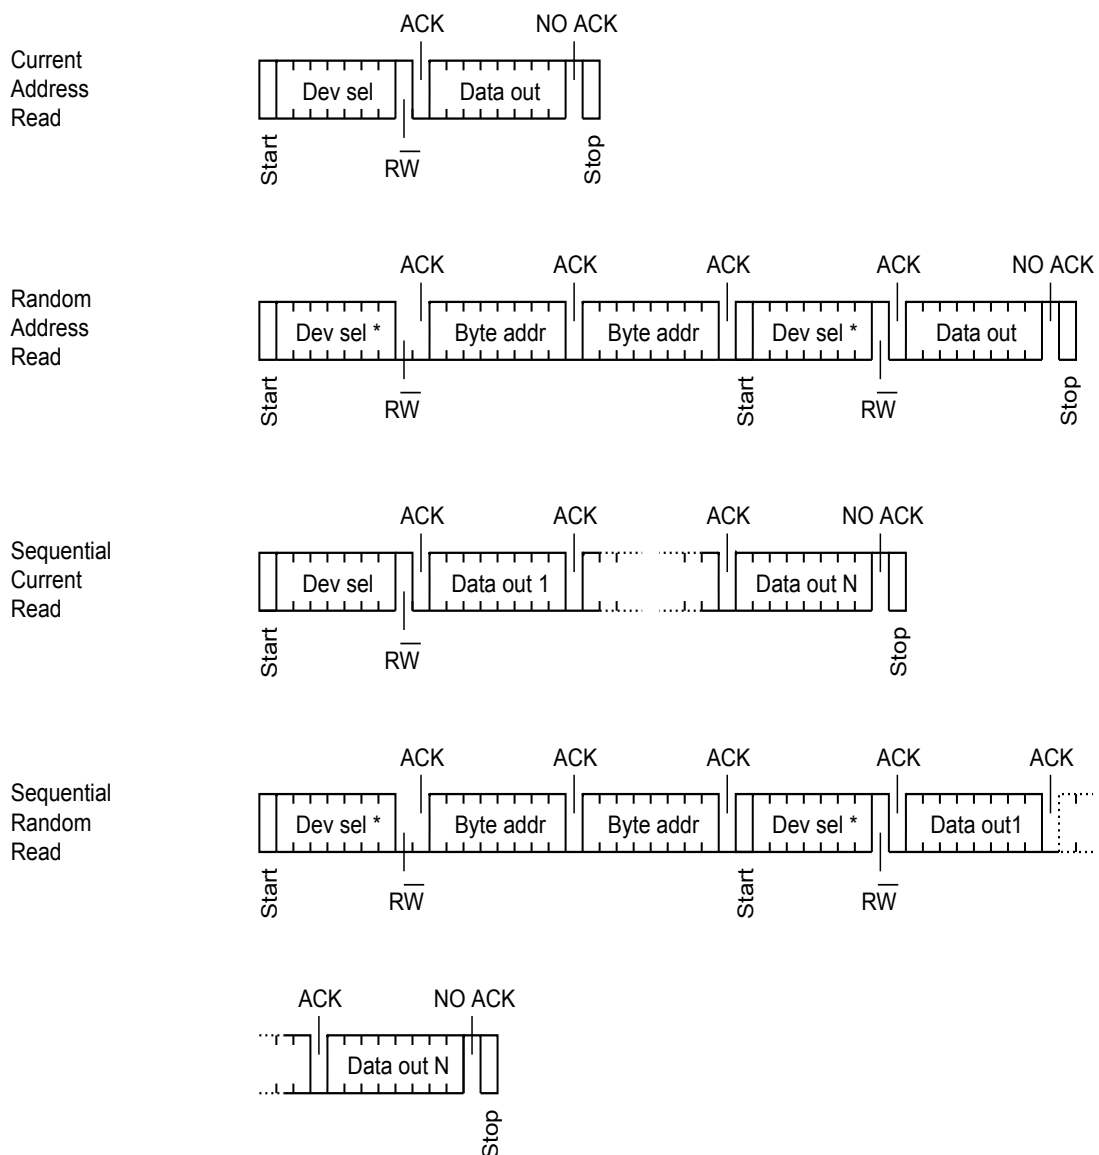 ACK NO ACK
Current
Address
Read
Dev sel Data out
Start RW Stop
ACK ACK ACK ACK NO ACK
Random
Address
Read
Dev sel * Byte addr Byte addr Dev sel * Data out
Start RW Start RW Stop
ACK ACK ACK NO ACK
Sequential
Current
Read
Dev sel Data out 1 Data out N
Start RW Stop
ACK ACK ACK ACK ACK
Sequential
Random
Read
Dev sel * Byte addr Byte addr Dev sel * Data out1
Start RW Start RW
ACK NO ACK
Data out N
Stop